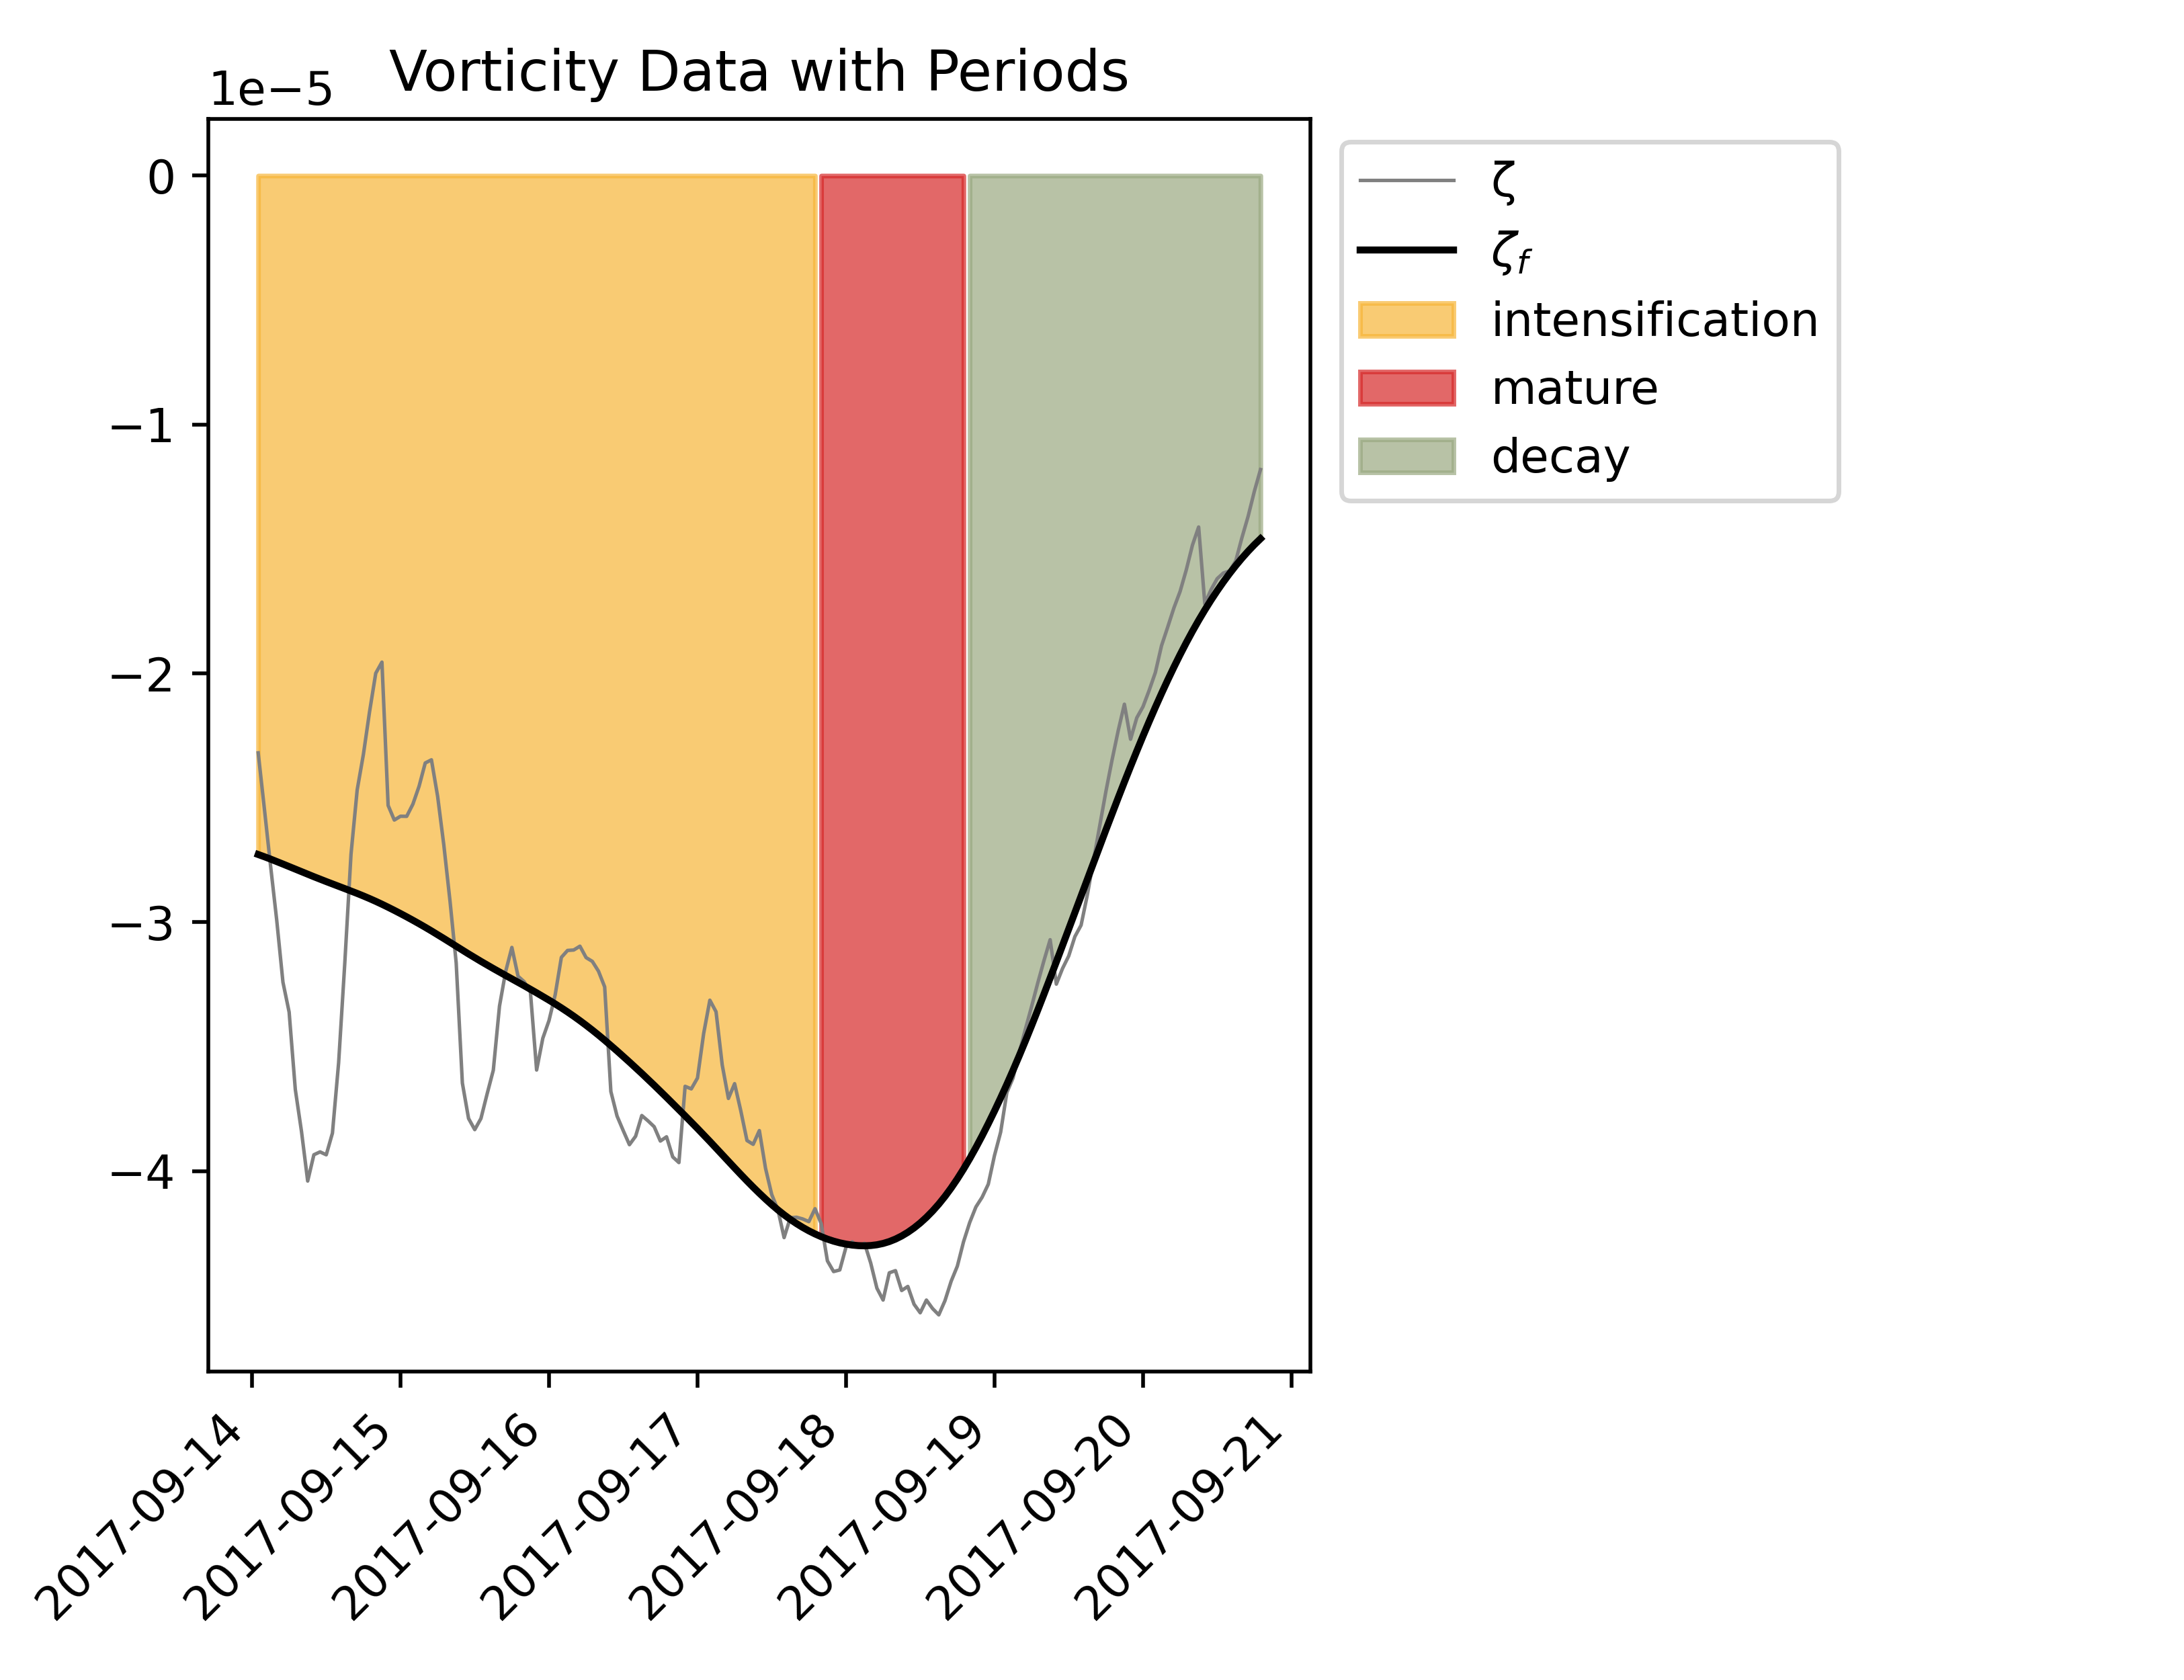 Vorticity Data with Periods
1e−5
0
−1
−2
−3
−4
2017-09-14
2017-09-15
2017-09-16
2017-09-17
2017-09-18
2017-09-19
2017-09-20
2017-09-21
ζ
ζf
intensification
mature
decay